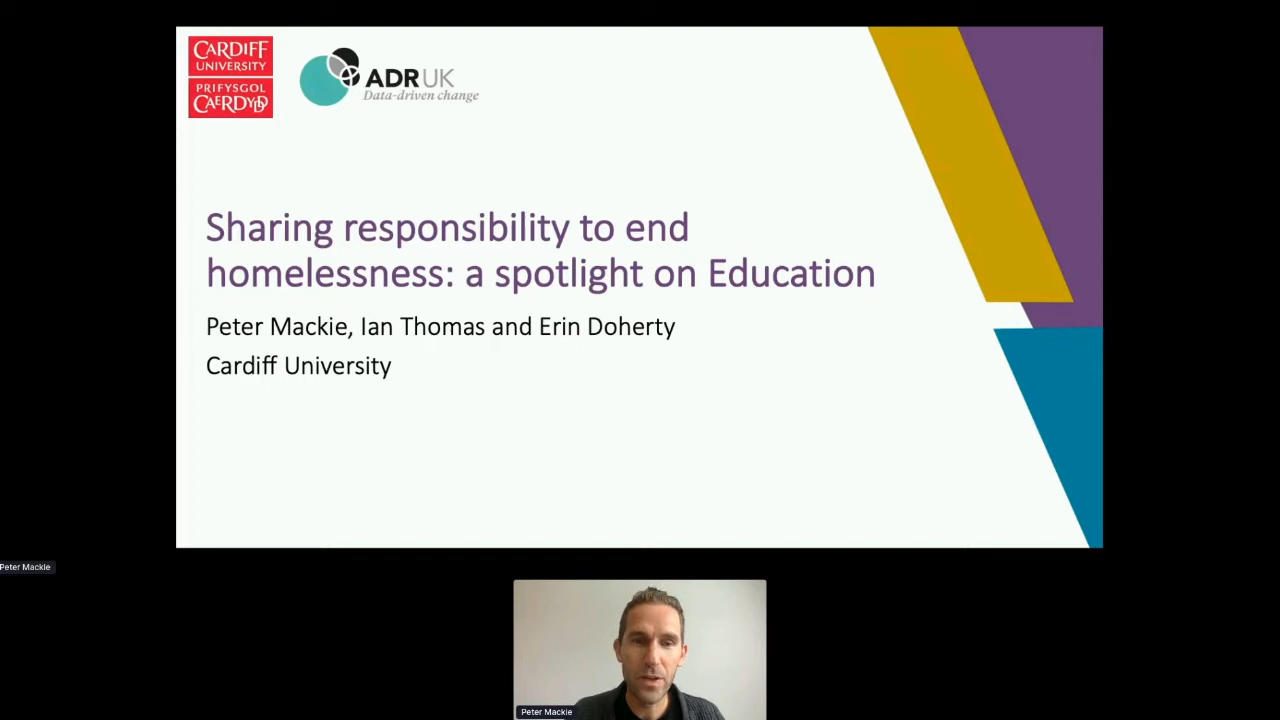 CARDIFF
UNIVERSITY
PRIFYSGOL
CAERDYDD
ADR UK
Data-driven change
Sharing responsibility to end
homelessness: a spotlight on Education
Peter Mackie, Ian Thomas and Erin Doherty
Cardiff University
Peter Mackie
Peter Mackie